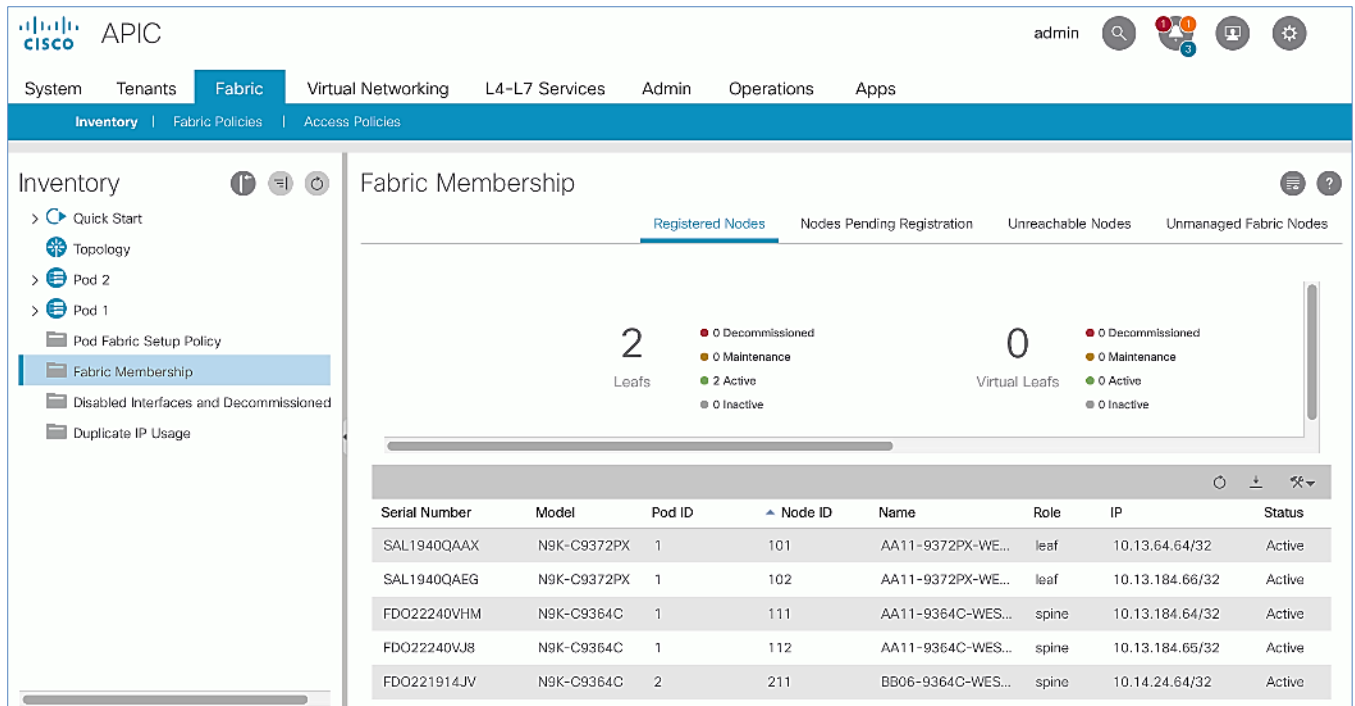 CISCO APIC admin 1 1 3
System Tenants Fabric Virtual Networking L4-L7 Services Admin Operations Apps
Inventory | Fabric Policies | Access Policies
Inventory
Quick Start
Topology
Pod 2
Pod 1
Pod Fabric Setup Policy
Fabric Membership
Disabled Interfaces and Decommissioned
Duplicate IP Usage
Fabric Membership ?
Registered Nodes Nodes Pending Registration Unreachable Nodes Unmanaged Fabric Nodes
2
Leafs
0 Decommissioned
0 Maintenance
2 Active
0 Inactive
0
Virtual Leafs
0 Decommissioned
0 Maintenance
0 Active
0 Inactive
Serial Number Model Pod ID Node ID Name Role IP Status
SAL1940QAAX N9K-C9372PX 1 101 AA11-9372PX-WE... leaf 10.13.64.64/32 Active
SAL1940QAEG N9K-C9372PX 1 102 AA11-9372PX-WE... leaf 10.13.184.66/32 Active
FDO22240VHM N9K-C9364C 1 111 AA11-9364C-WES... spine 10.13.184.64/32 Active
FDO22240VJ8 N9K-C9364C 1 112 AA11-9364C-WES... spine 10.13.184.65/32 Active
FDO221914JV N9K-C9364C 2 211 BB06-9364C-WES... spine 10.14.24.64/32 Active